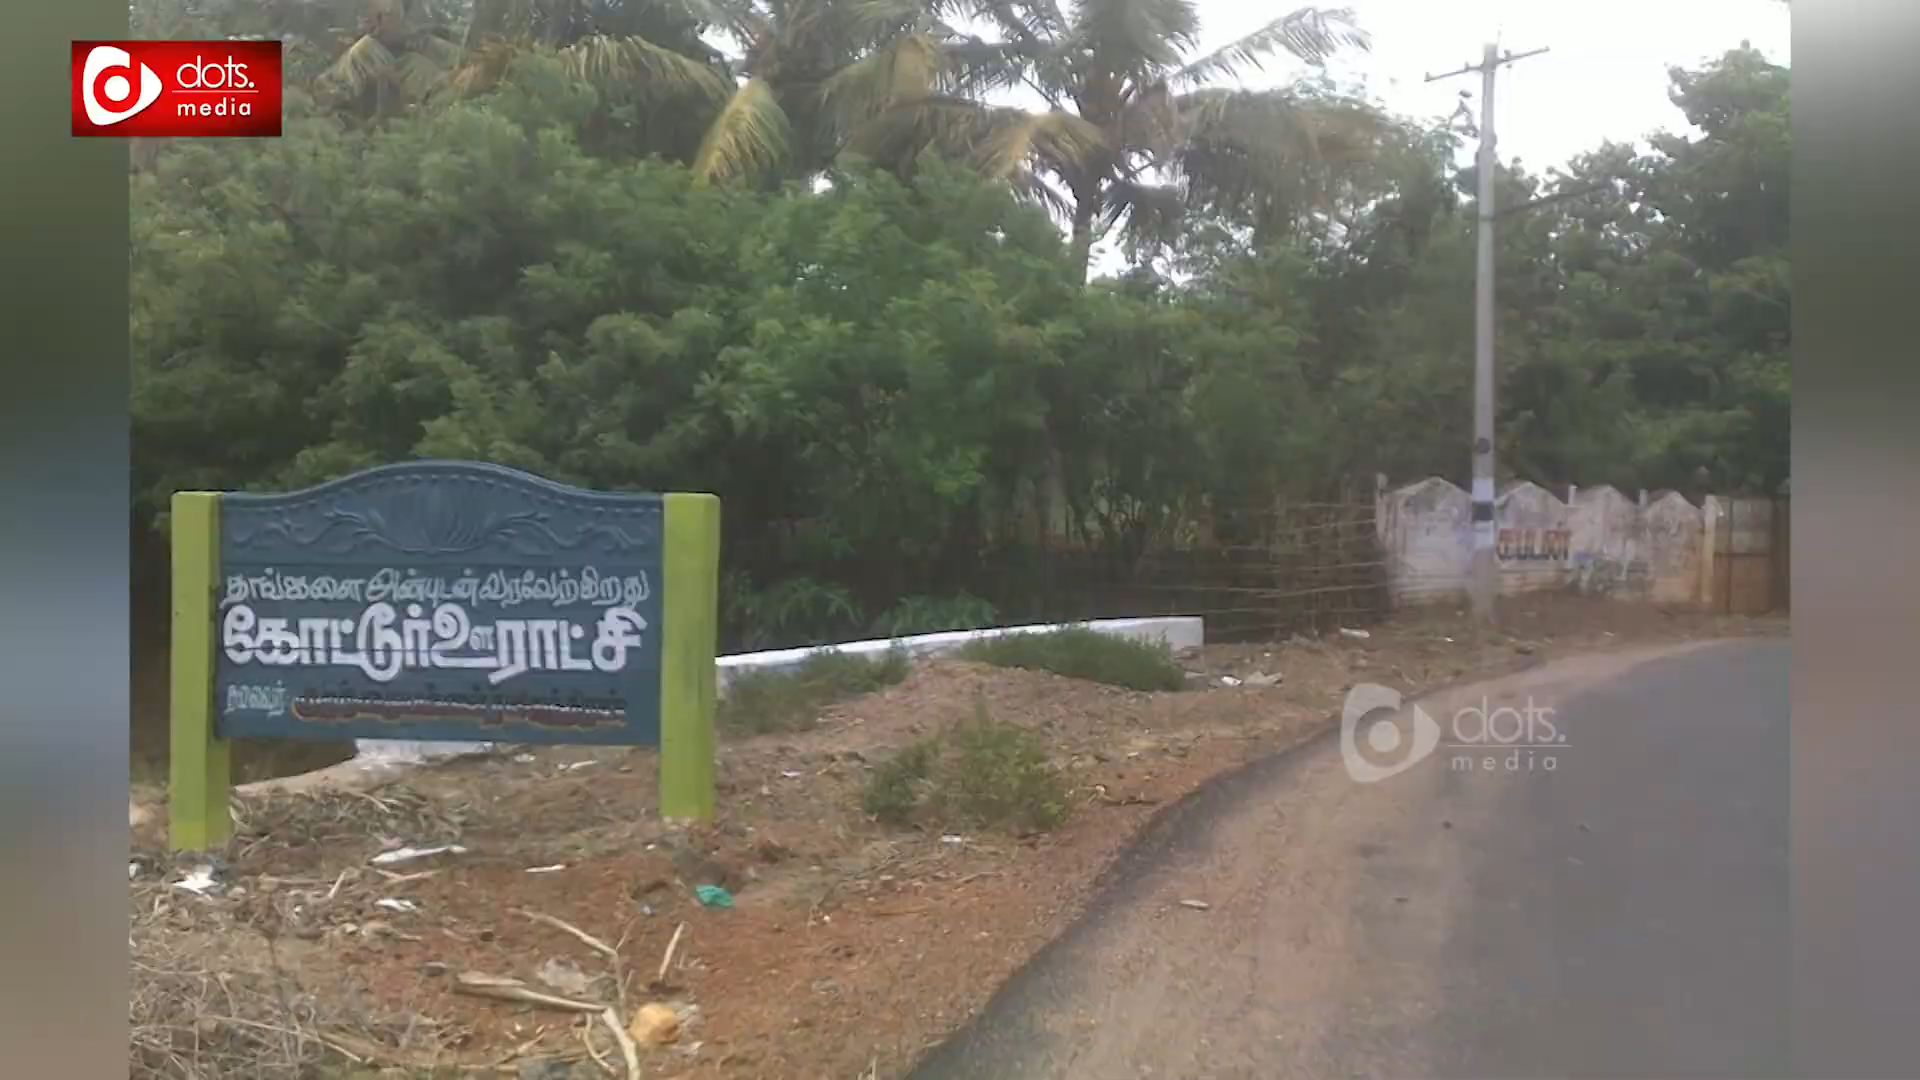 dots.
media
தங்களை அன்புடன் வரவேற்கிறது
கோட்டூர் ஊராட்சி
தலைவர்
dots.
media